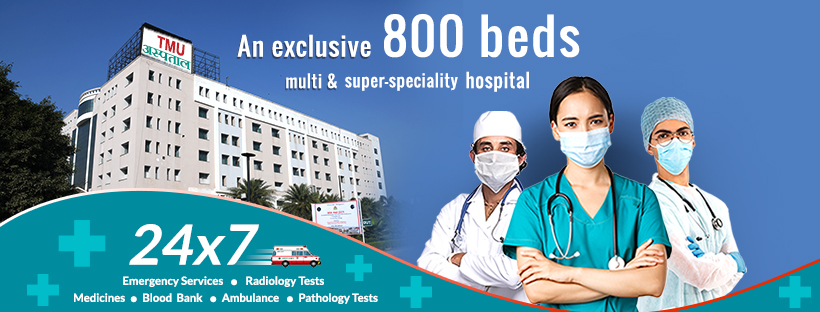 TMU
अस्पताल
An exclusive 800 beds
multi & super-speciality hospital
24x7
Emergency Services ● Radiology Tests
Medicines ● Blood Bank ● Ambulance ● Pathology Tests